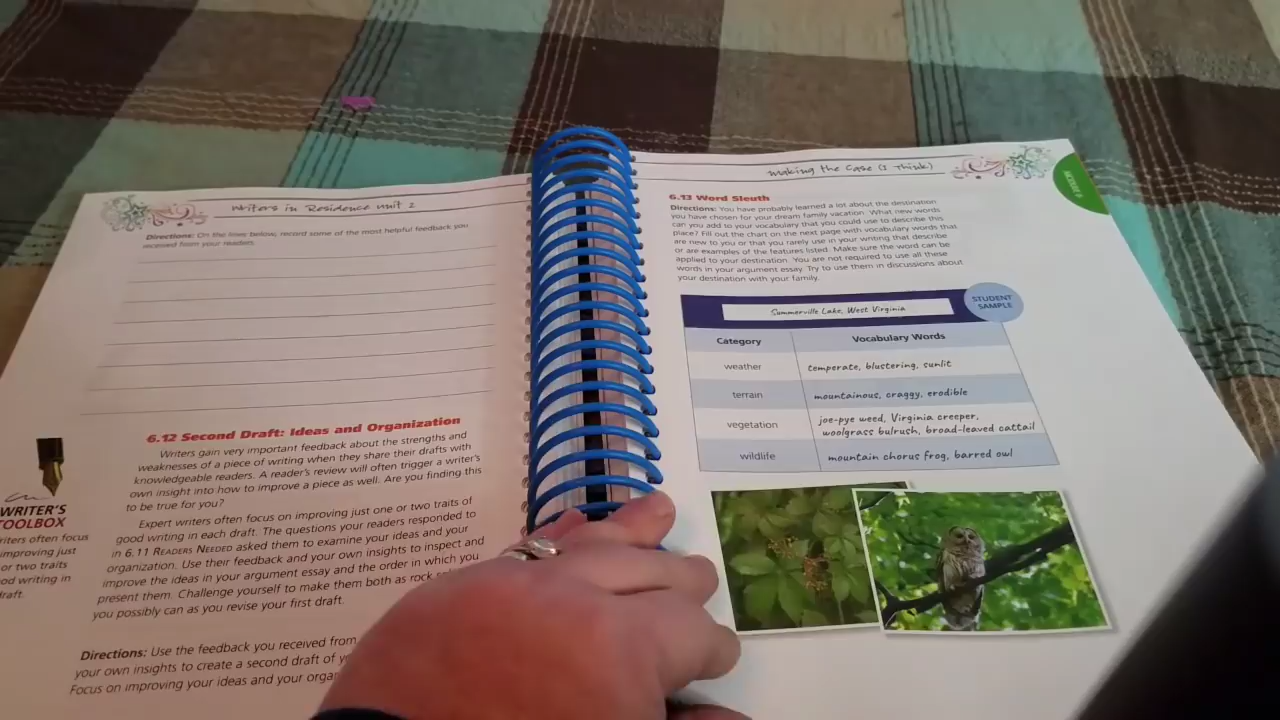 Writers in Residence Unit 2
Directions: On the lines below, record some of the most helpful feedback you
received from your readers.
6.12 Second Draft: Ideas and Organization
Writers gain very important feedback about the strengths and
weaknesses of a piece of writing when they share their drafts with
knowledgeable readers. A reader's review will often trigger a writer's
own insight into how to improve a piece as well. Are you finding this
to be true for you?
Expert writers often focus on improving just one or two traits of
good writing in each draft. The questions your readers responded to
in 6.11 READERS NEEDED asked them to examine your ideas and your
organization. Use their feedback and your own insights to inspect and
improve the ideas in your argument essay and the order in which you
present them. Challenge yourself to make them both as rock
you possibly can as you revise your first draft.
Directions: Use the feedback you received from
your own insights to create a second draft of
Focus on improving your ideas and your
WRITER'S
TOOLBOX
often focus
improving just
or two traits
writing in
draft.
Making the Case (I Think)
6.13 Word Sleuth
Directions: You have probably learned a lot about the destination
you have chosen for your dream family vacation. What new words
can you add to your vocabulary that you could use to describe this
place? Fill out the chart on the next page with vocabulary words that
are new to you or that you rarely use in your writing that describe
or are examples of the features listed. Make sure the word can be
applied to your destination. You are not required to use all these
words in your argument essay. Try to use them in discussions about
your destination with your family.
Summerville Lake, West Virginia
STUDENT
SAMPLE
Category Vocabulary Words
weather temperate, blustering, sunlit
terrain mountainous, craggy, erodible
vegetation joe-pye weed, Virginia creeper,
woolgrass bulrush, broad-leaved cattail
wildlife mountain chorus frog, barred owl